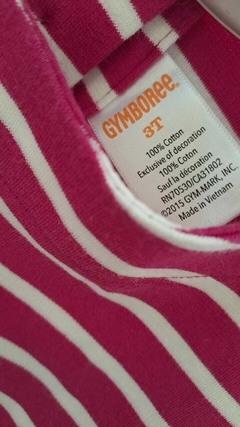 GYMBOREE
3T
100% Cotton
Exclusive of decoration
100% Coton
Sauf la décoration
RN70530/CA31802
©2015 GYM-MARK, INC.
Made in Vietnam